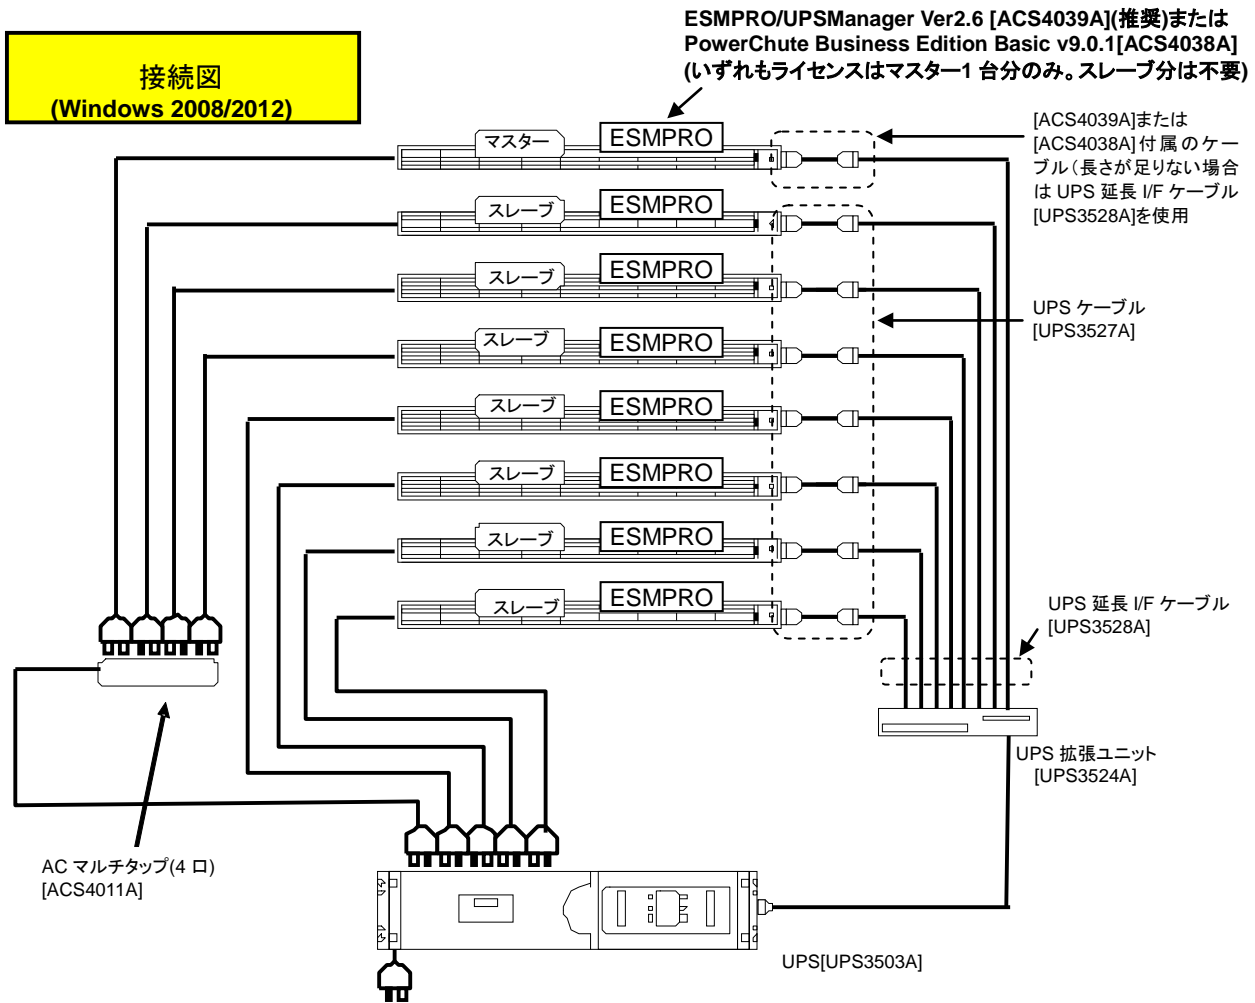 ESMPRO/UPSManager Ver2.6 [ACS4039A](推奨)または
PowerChute Business Edition Basic v9.0.1[ACS4038A]
(いずれもライセンスはマスター1 台分のみ。スレーブ分は不要)
接続図
(Windows 2008/2012)
マスター ESMPRO
[ACS4039A]または
[ACS4038A]付属のケー
ブル(長さが足りない場合
は UPS 延長 I/F ケーブル
[UPS3528A]を使用
スレーブ ESMPRO
スレーブ ESMPRO
UPS ケーブル
[UPS3527A]
スレーブ ESMPRO
スレーブ ESMPRO
スレーブ ESMPRO
スレーブ ESMPRO
スレーブ ESMPRO
UPS 延長 I/F ケーブル
[UPS3528A]
UPS 拡張ユニット
[UPS3524A]
AC マルチタップ(4 口)
[ACS4011A]
UPS[UPS3503A]